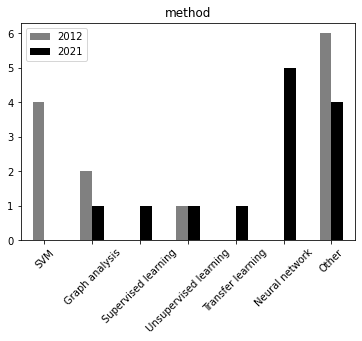 method
2012
2021
6
5
4
3
2
1
0
SVM
Graph analysis
Supervised learning
Unsupervised learning
Transfer learning
Neural network
Other